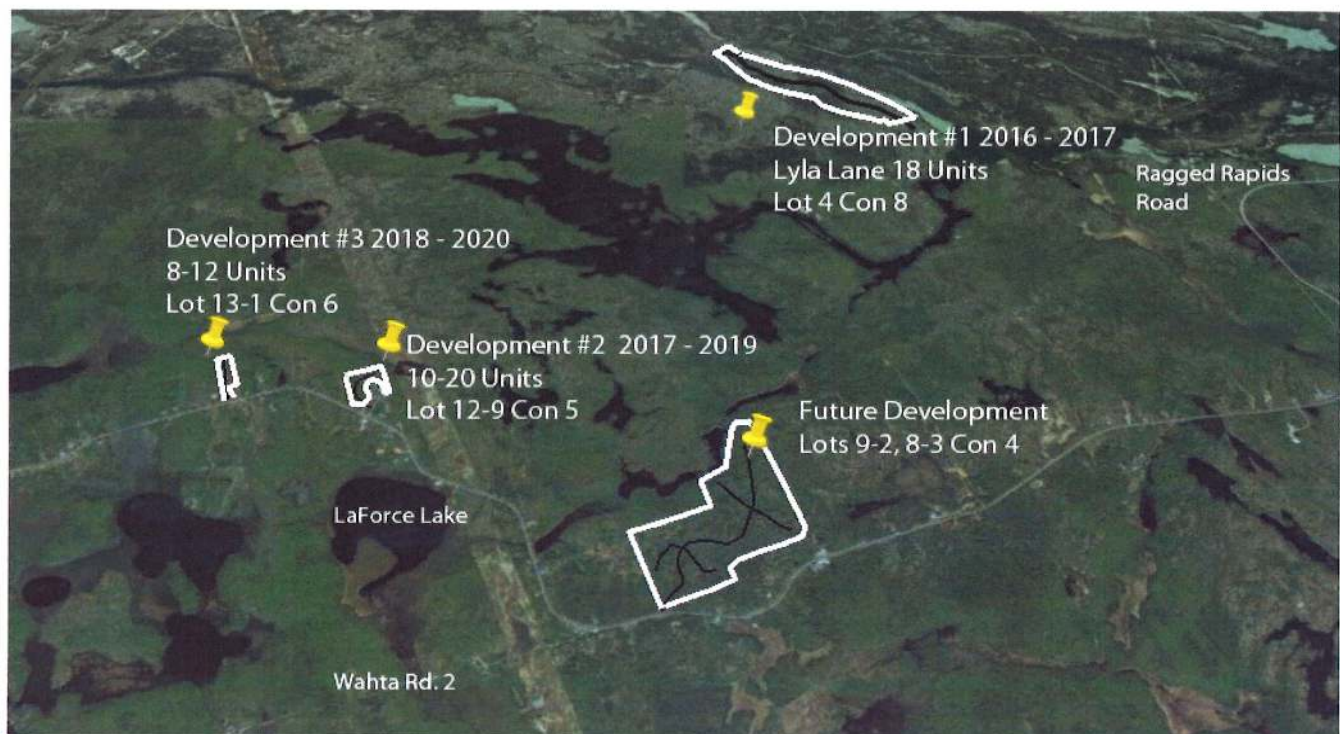 Development #1 2016 - 2017
Lyla Lane 18 Units
Lot 4 Con 8
Ragged Rapids
Road
Development #3 2018 - 2020
8-12 Units
Lot 13-1 Con 6
Development #2 2017 - 2019
10-20 Units
Lot 12-9 Con 5
Future Development
Lots 9-2, 8-3 Con 4
LaForce Lake
Wahta Rd. 2